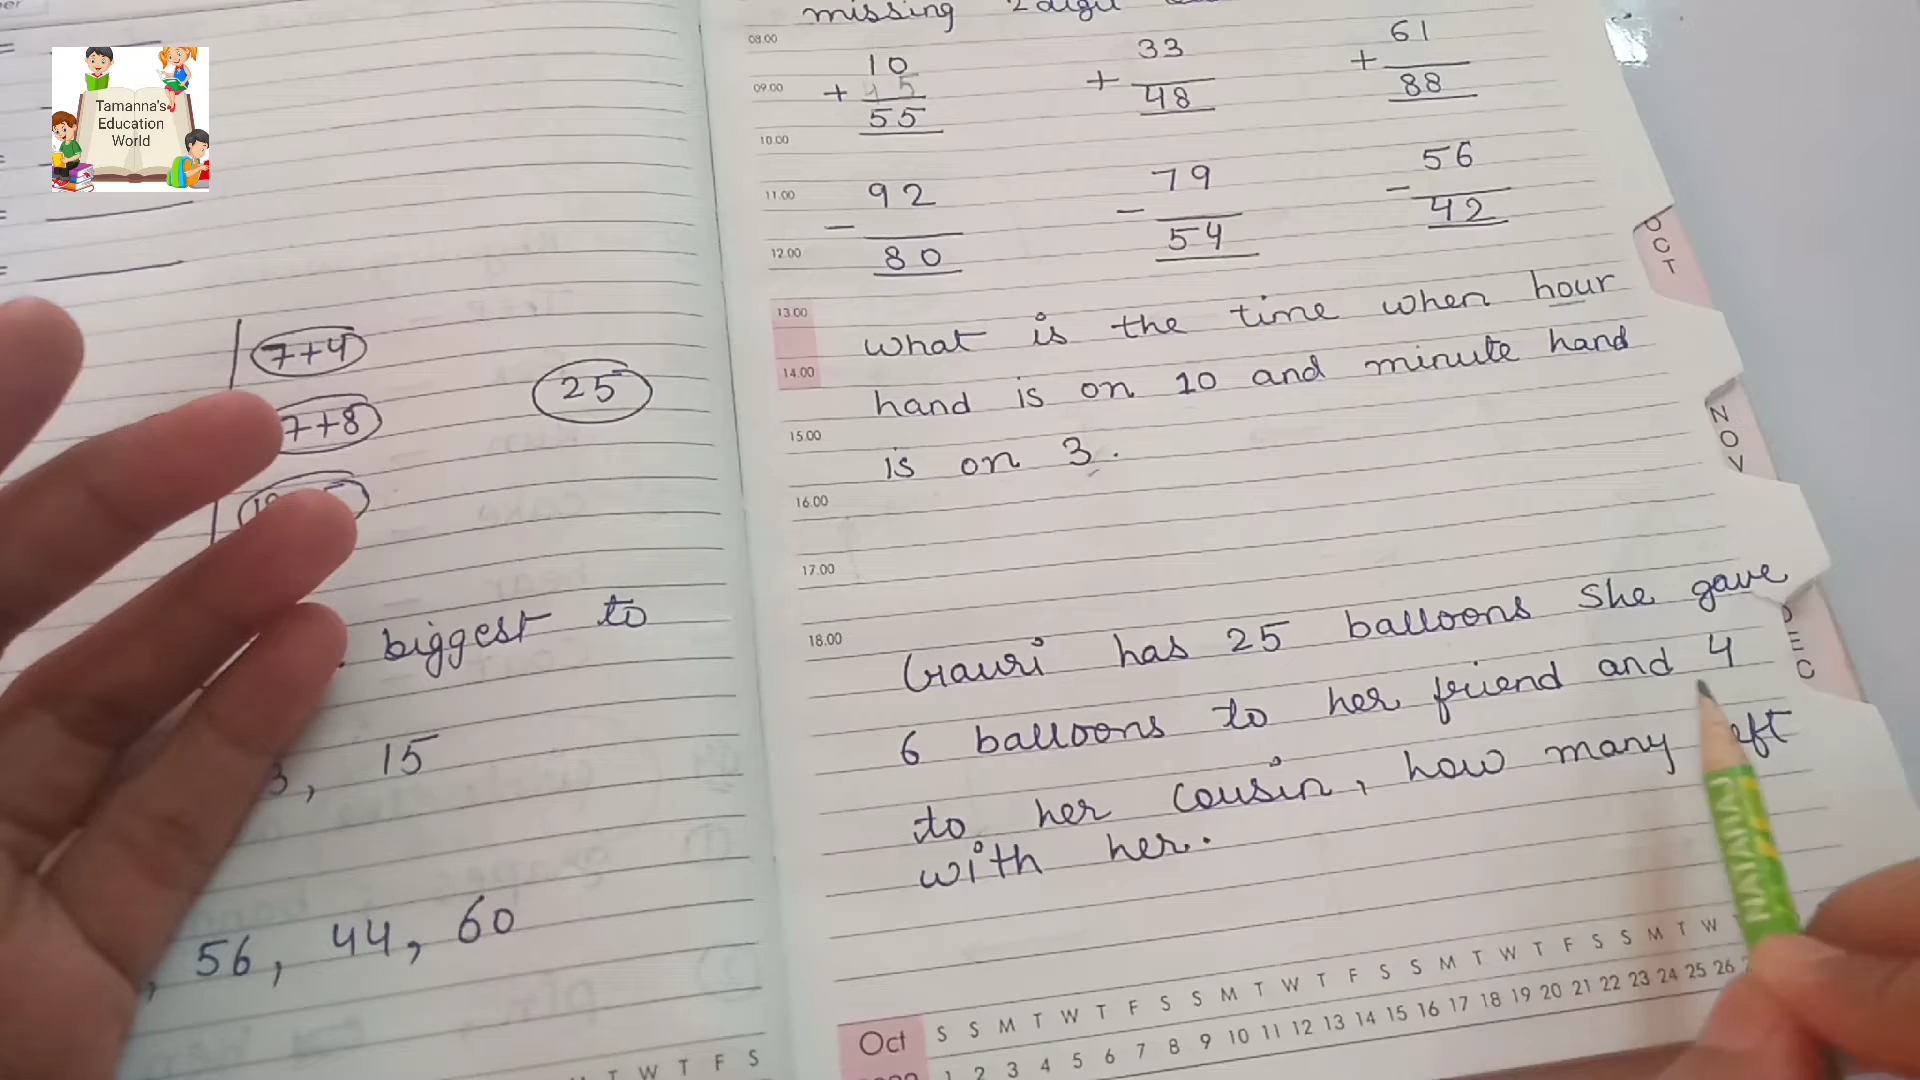 Tamanna's
Education
World
7+4
7+8
25
biggest to
15
56, 44, 60
T W T F S
missing 2 digit
08.00
09.00
10.00
11.00
12.00
13.00
14.00
15.00
16.00
17.00
18.00
10
+ 45
55
33
+
48
61
+
88
92
-
80
79
-
54
56
-
42
What is the time when hour
hand is on 10 and minute hand
is on 3.
Gauri has 25 balloons she gave
6 balloons to her friend and 4
to her cousin, how many left
with her.
OCT
NOV
DEC
NATARAJ
Oct
S S M T W T F S S M T W T F S S M T W T F S S M T W
1 2 3 4 5 6 7 8 9 10 11 12 13 14 15 16 17 18 19 20 21 22 23 24 25 26